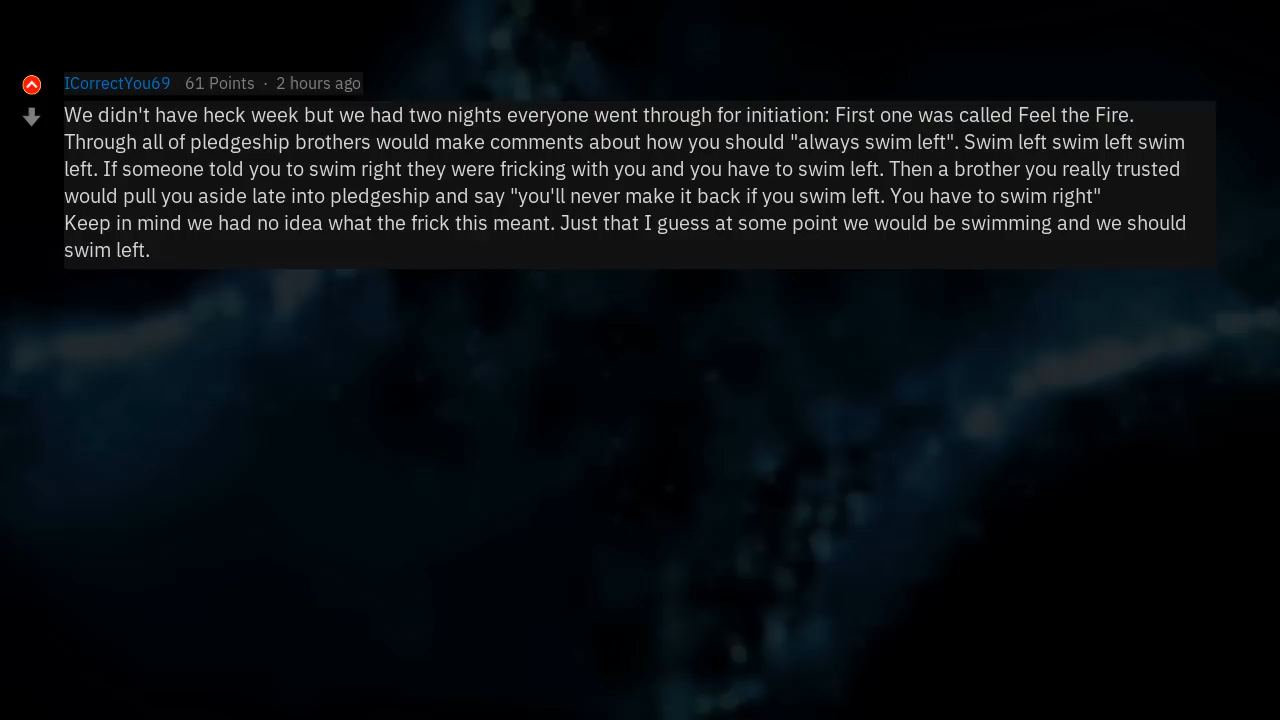 ICorrectYou69 61 Points · 2 hours ago
We didn't have heck week but we had two nights everyone went through for initiation: First one was called Feel the Fire.
Through all of pledgeship brothers would make comments about how you should "always swim left". Swim left swim left swim
left. If someone told you to swim right they were fricking with you and you have to swim left. Then a brother you really trusted
would pull you aside late into pledgeship and say "you'll never make it back if you swim left. You have to swim right"
Keep in mind we had no idea what the frick this meant. Just that I guess at some point we would be swimming and we should
swim left.